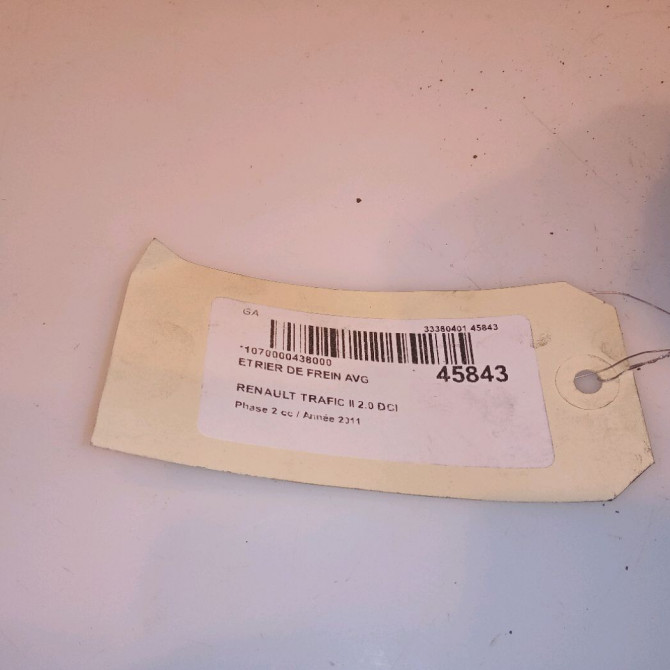 GA
33380401 45843
*1070000438000
ETRIER DE FREIN AVG
45843
RENAULT TRAFIC II 2.0 DCI
Phase 2 cc / Année 2011